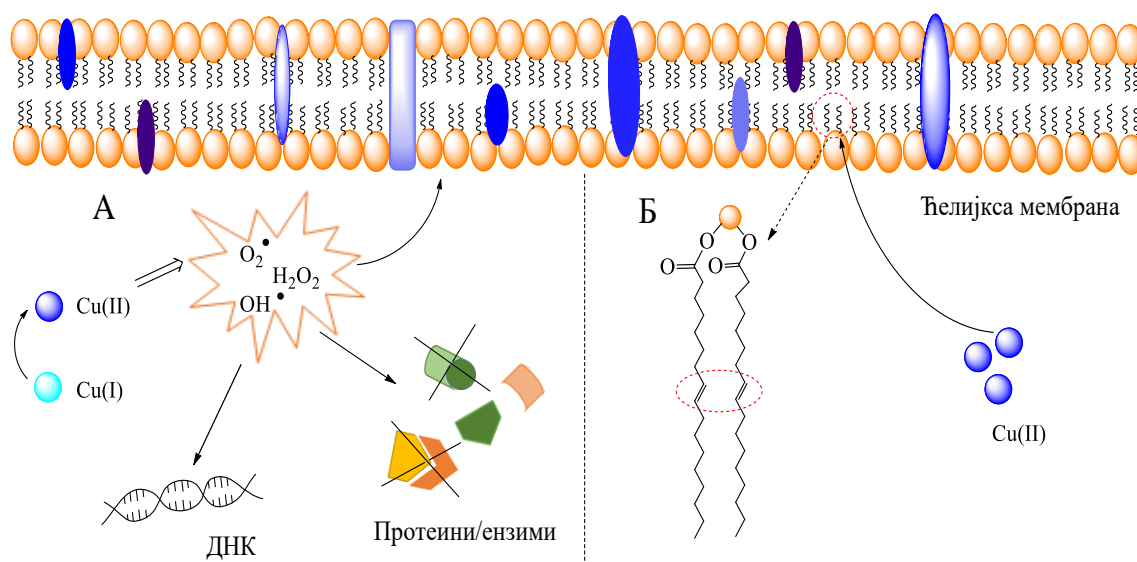 А
Б
Ћелијкса мембрана
O2•
H2O2
OH•
Cu(II)
Cu(I)
O
O
O
O
Cu(II)
Протеини/ензими
ДНК